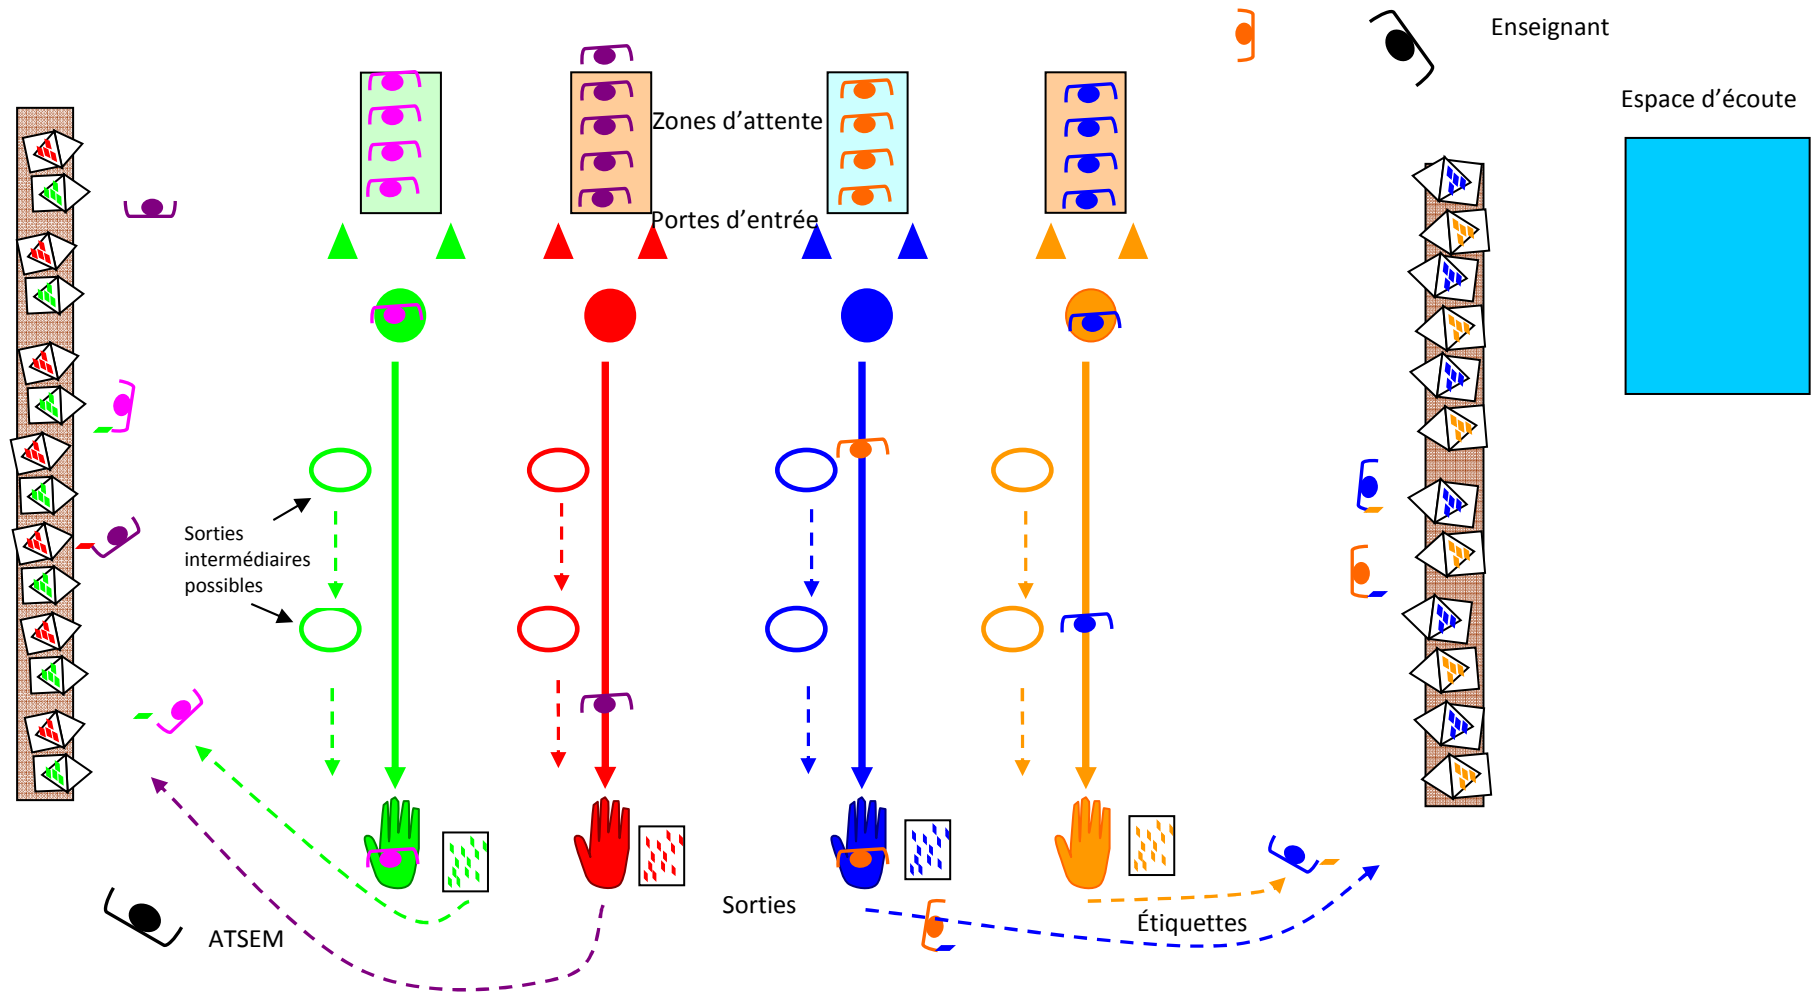 Enseignant
Espace d'écoute
Zones d'attente
Portes d'entrée
Sorties
intermédiaires
possibles
Sorties
Étiquettes
ATSEM